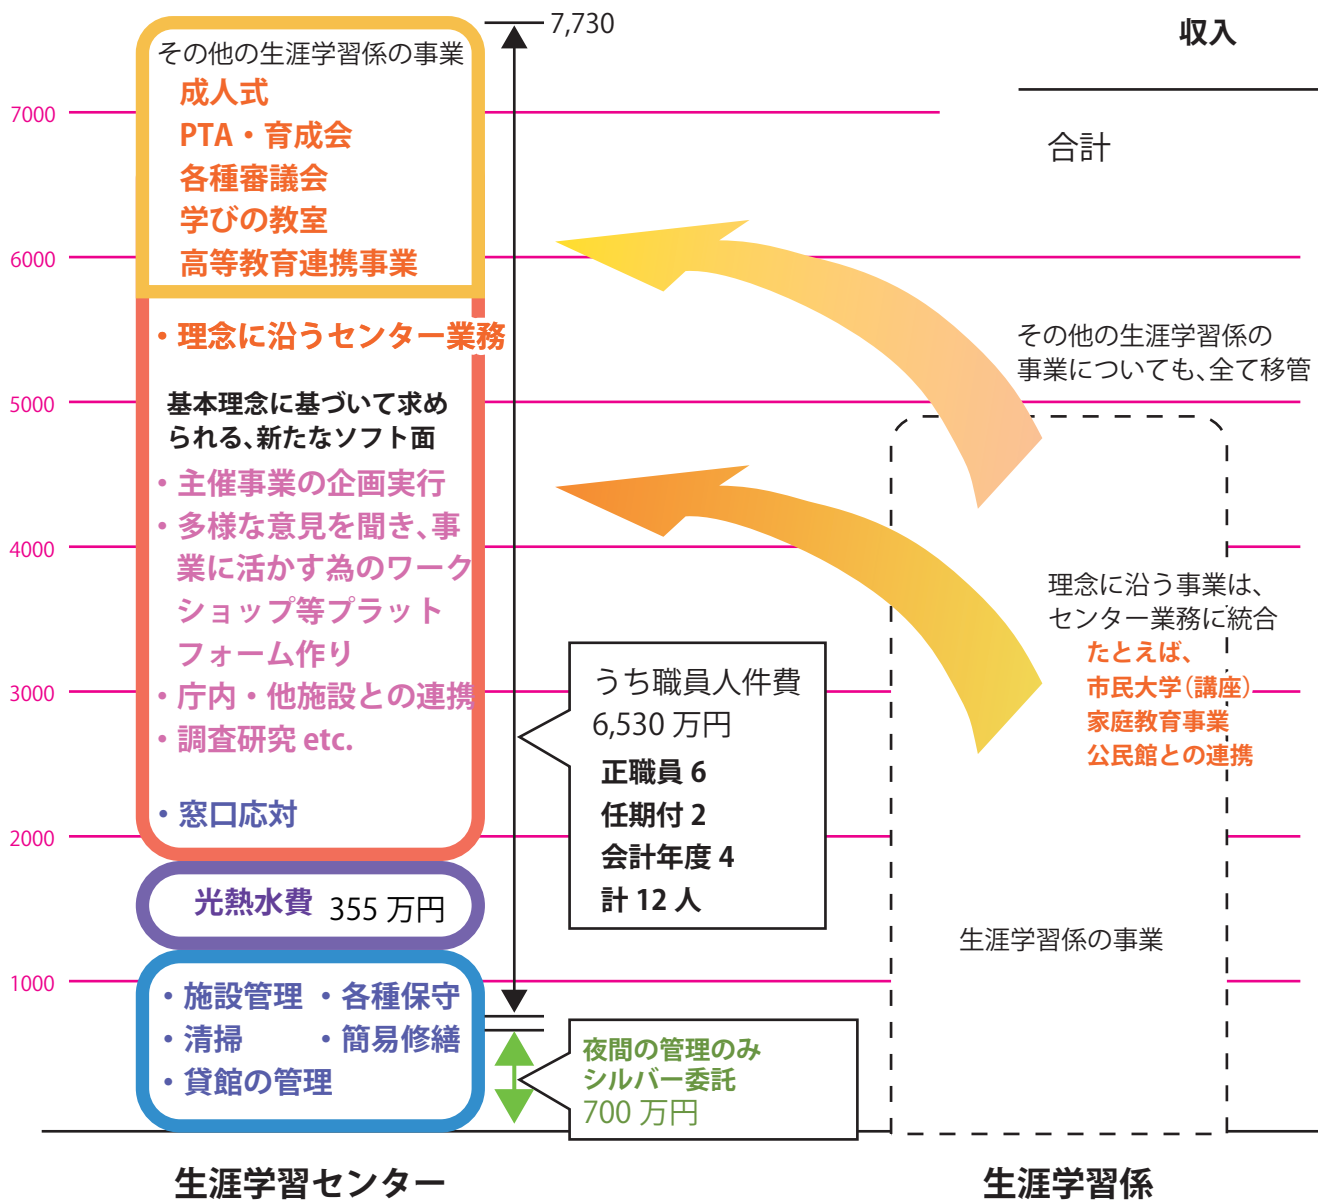 7,730
収入
その他の生涯学習係の事業
成人式
PTA・育成会
各種審議会
学びの教室
高等教育連携事業
7000
合計
6000
・理念に沿うセンター業務
その他の生涯学習係の
事業についても、全て移管
5000
基本理念に基づいて求め
られる、新たなソフト面
・主催事業の企画実行
・多様な意見を聞き、事
業に活かす為のワーク
ショップ等プラット
フォーム作り
・庁内・他施設との連携
・調査研究 etc.
・窓口応対
4000
理念に沿う事業は、
センター業務に統合
たとえば、
市民大学（講座）
家庭教育事業
公民館との連携
3000
うち職員人件費
6,530 万円
正職員 6
任期付 2
会計年度 4
計 12 人
2000
光熱水費 355 万円
生涯学習係の事業
1000
・施設管理 ・各種保守
・清掃 ・簡易修繕
・貸館の管理
夜間の管理のみ
シルバー委託
700 万円
生涯学習センター
生涯学習係